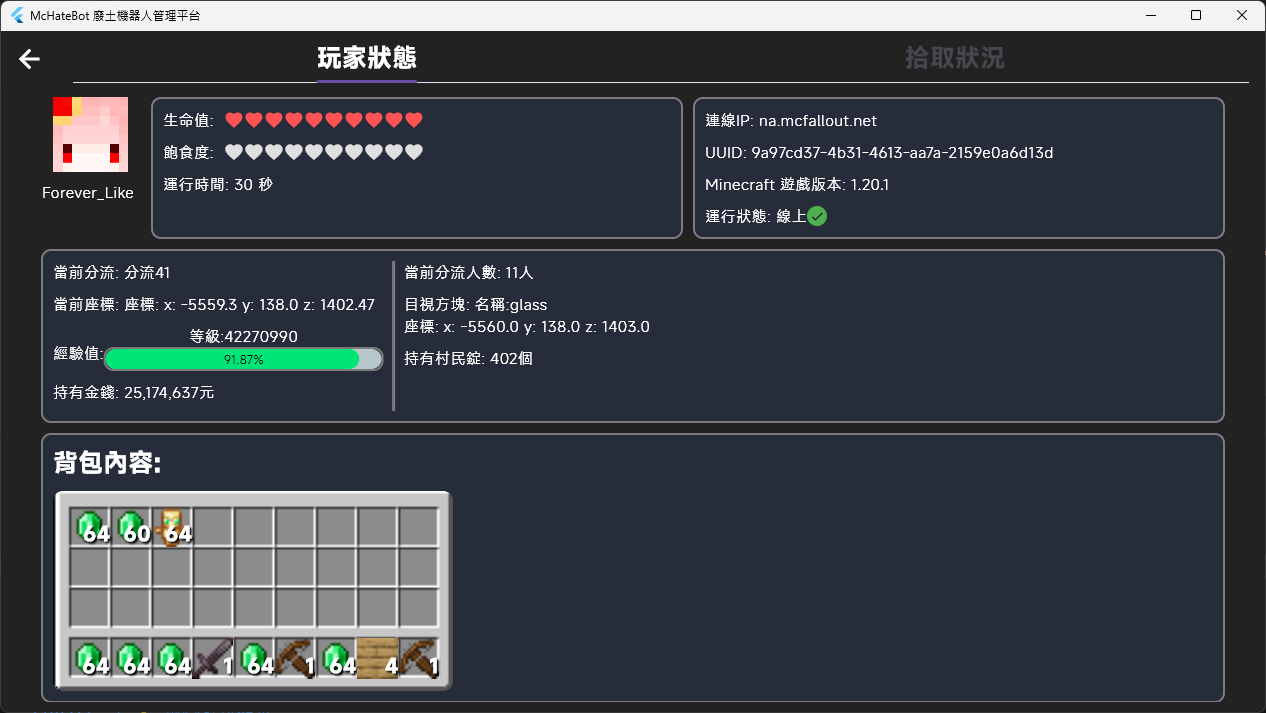 McHateBot 廢土機器人管理平台
玩家狀態
拾取狀況
Forever_Like
生命值:
飽食度:
運行時間: 30 秒
連線IP: na.mcfallout.net
UUID: 9a97cd37-4b31-4613-aa7a-2159e0a6d13d
Minecraft 遊戲版本: 1.20.1
運行狀態: 線上
當前分流: 分流41
當前座標: 座標: x: -5559.3 y: 138.0 z: 1402.47
等級:42270990
經驗值:
91.87%
持有金錢: 25,174,637元
當前分流人數: 11人
目視方塊: 名稱:glass
座標: x: -5560.0 y: 138.0 z: 1403.0
持有村民錠: 402個
背包內容:
64 60 64
64 64 64 1 64 1 64 4 1